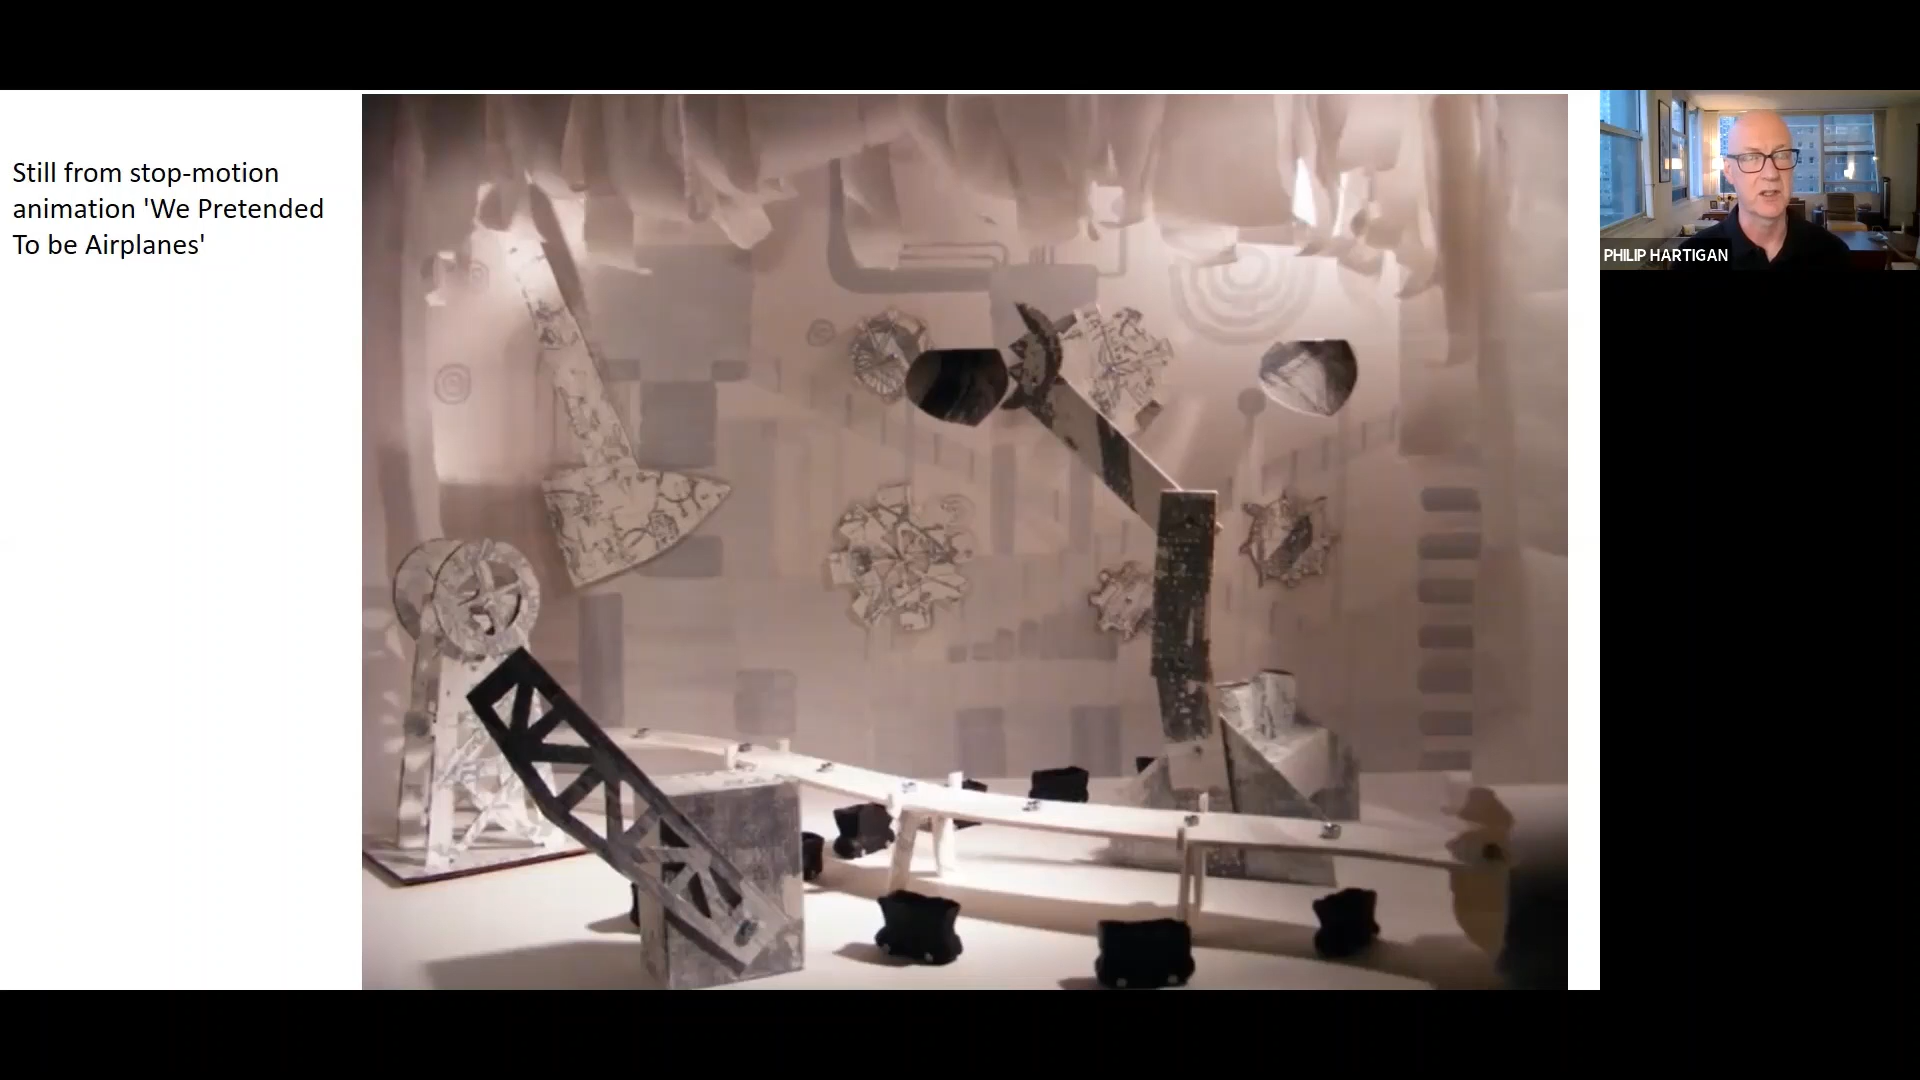 Still from stop-motion
animation 'We Pretended
To be Airplanes'
PHILIP HARTIGAN